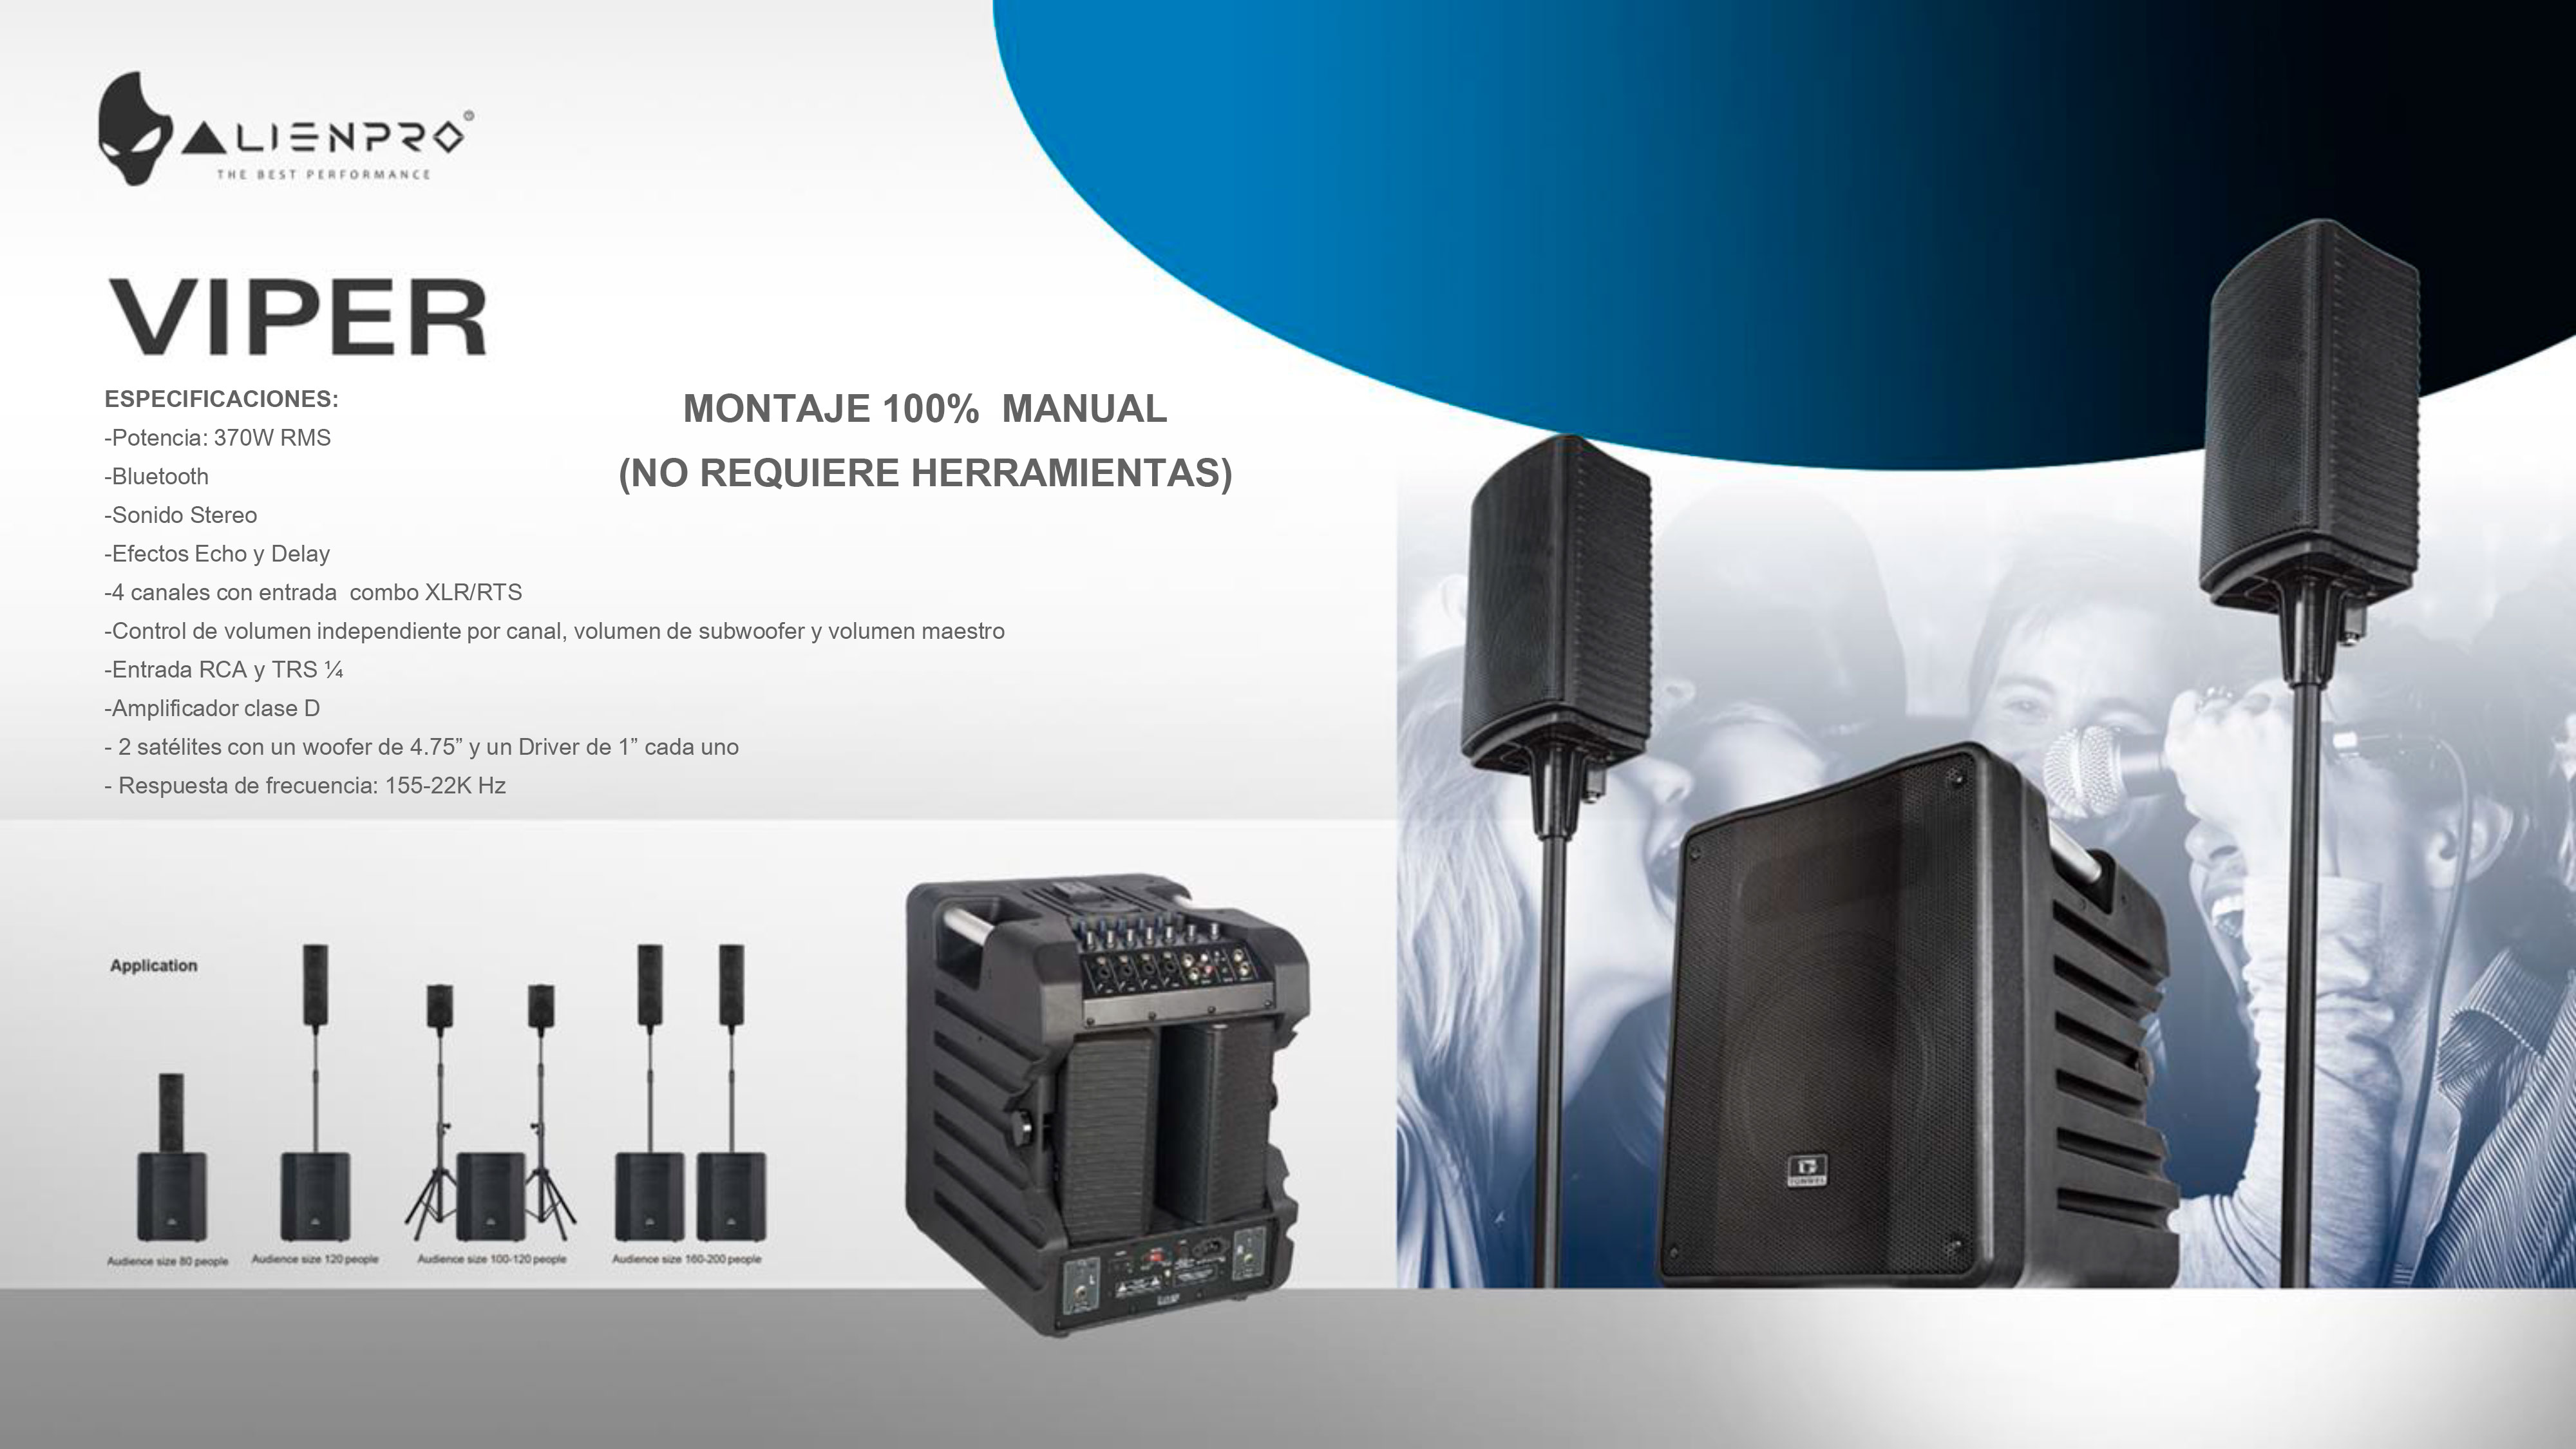 ALIENPRO®
THE BEST PERFORMANCE
VIPER
ESPECIFICACIONES:
-Potencia: 370W RMS
-Bluetooth
-Sonido Stereo
-Efectos Echo y Delay
-4 canales con entrada  combo XLR/RTS
-Control de volumen independiente por canal, volumen de subwoofer y volumen maestro
-Entrada RCA y TRS ¼
-Amplificador clase D
- 2 satélites con un woofer de 4.75” y un Driver de 1” cada uno
- Respuesta de frecuencia: 155-22K Hz
MONTAJE 100%  MANUAL
(NO REQUIERE HERRAMIENTAS)
Application
Audience size 80 people
Audience size 120 people
Audience size 100-120 people
Audience size 160-200 people